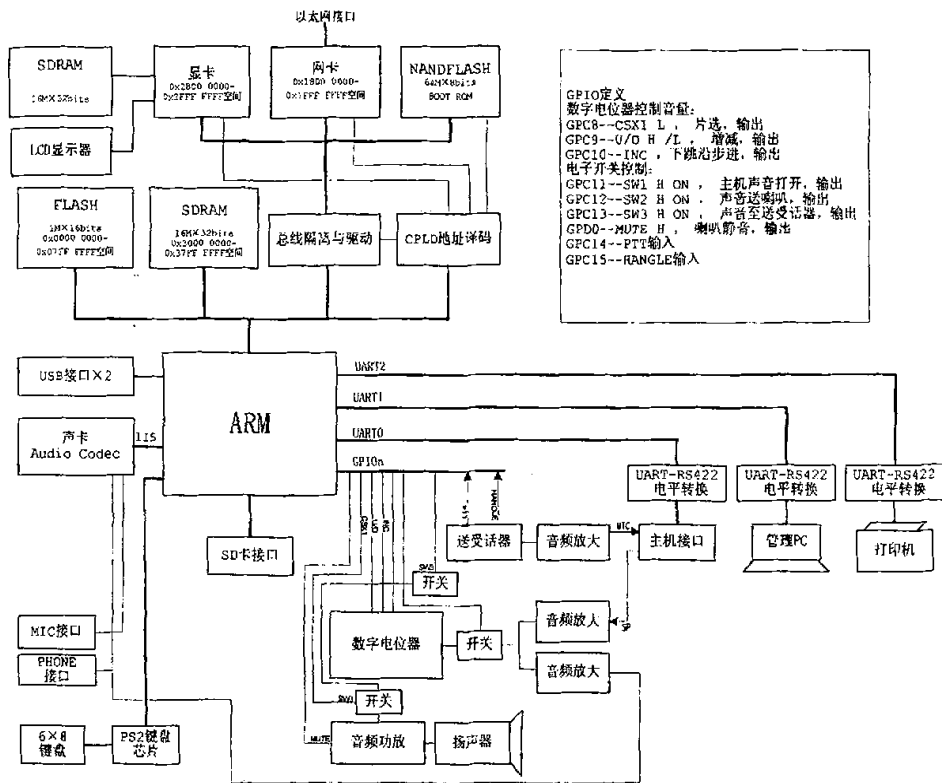 以太网接口
SDRAM
16MX32bits
显卡
0x2800 0000-
0x2FFF FFFF空间
网卡
0x1800 0000-
0x1FFF FFFF空间
NANDFLASH
64MX8bits
BOOT ROM
LCD显示器
FLASH
1MX16bits
0x0000 0000-
0x07FF FFFF空间
SDRAM
16MX32bits
0x3000 0000-
0x37FF FFFF空间
总线隔离与驱动
CPLD地址译码
GPIO定义
数字电位器控制音量:
GPC8--CSX1 L , 片选, 输出
GPC9--U/D H /L, 增减, 输出
GPC10--INC , 下跳沿步进, 输出
电子开关控制:
GPC11--SW1 H ON , 主机声音打开, 输出
GPC12--SW2 H ON , 声音送喇叭, 输出
GPC13--SW3 H ON , 声音至送受话器, 输出
GPD0--MUTE H , 喇叭静音, 输出
GPC14--PTT输入
GPC15--HANGLE输入
USB接口×2
声卡
Audio Codec
IIS
ARM
UART2
UART1
UART0
GPIOn
UART-RS422
电平转换
UART-RS422
电平转换
UART-RS422
电平转换
SD卡接口
送受话器
音频放大
MIC
主机接口
管理PC
打印机
INC
MUTE
开关
MIC接口
PHONE
接口
数字电位器
开关
音频放大
音频放大
开关
6×8
键盘
PS2键盘
芯片
音频功放
扬声器